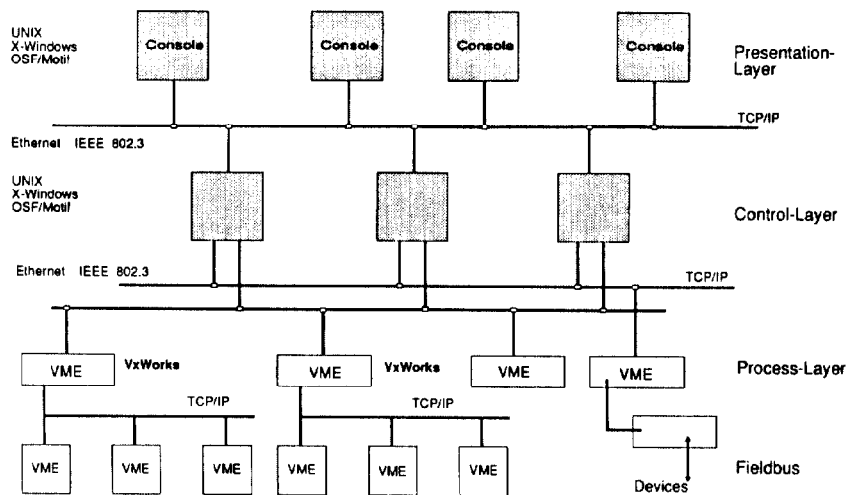 UNIX
X-Windows
OSF/Motif
Console
Console
Console
Console
Presentation-
Layer
TCP/IP
Ethernet IEEE 802.3
UNIX
X-Windows
OSF/Motif
Control-Layer
Ethernet IEEE 802.3
TCP/IP
VME
VxWorks
VME
VxWorks
VME
VME
Process-Layer
TCP/IP
TCP/IP
VME
VME
VME
VME
VME
VME
Fieldbus
Devices